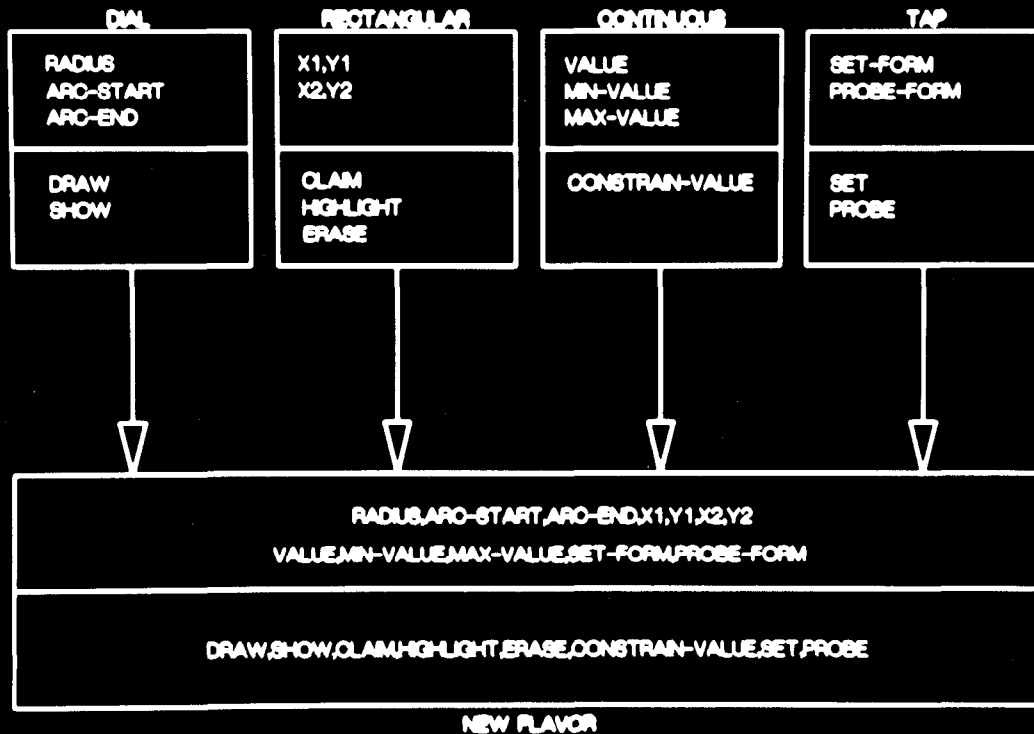 DIAL
RADIUS
ARC-START
ARC-END
DRAW
SHOW
RECTANGULAR
X1,Y1
X2,Y2
CLAIM
HIGHLIGHT
ERASE
CONTINUOUS
VALUE
MIN-VALUE
MAX-VALUE
CONSTRAIN-VALUE
TAP
SET-FORM
PROBE-FORM
SET
PROBE
RADIUS,ARC-START,ARC-END,X1,Y1,X2,Y2
VALUE,MIN-VALUE,MAX-VALUE,SET-FORM,PROBE-FORM
DRAW,SHOW,CLAIM,HIGHLIGHT,ERASE,CONSTRAIN-VALUE,SET,PROBE
NEW FLAVOR